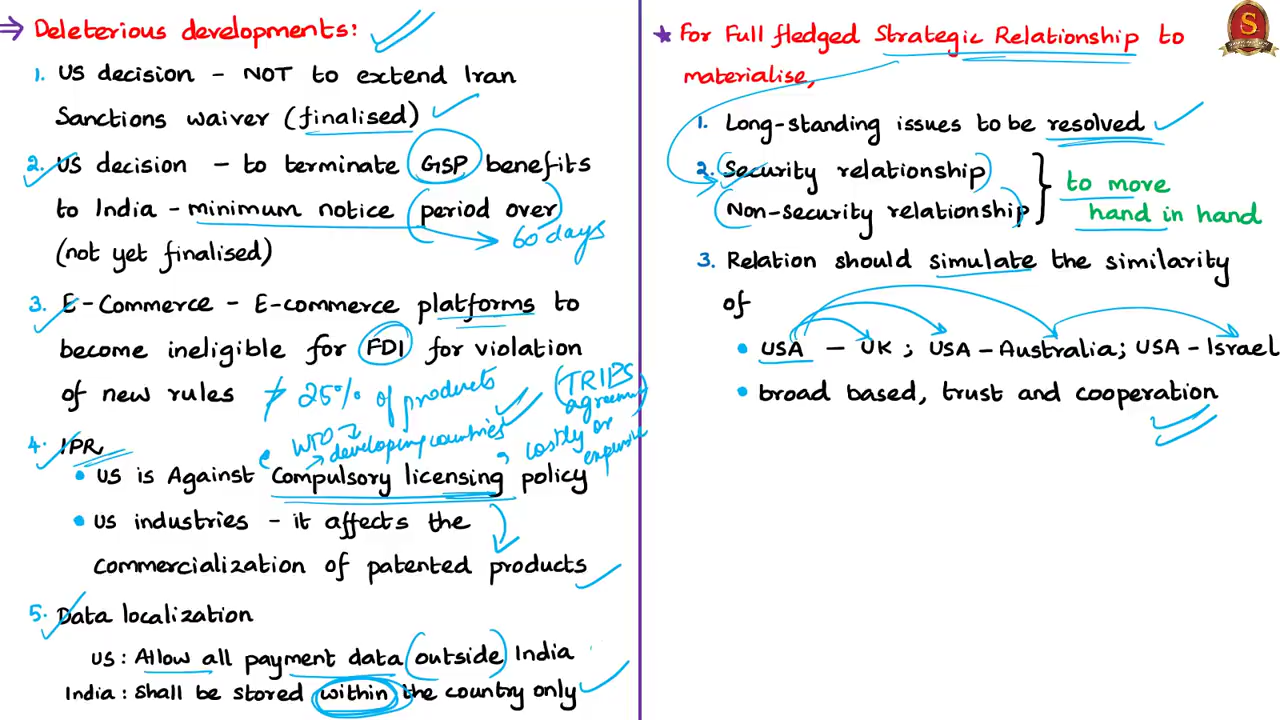 ⇒ Deleterious developments:
1. US decision - NOT to extend Iran
Sanctions waiver (finalised)
2. US decision - to terminate GSP benefits
to India - minimum notice period over
60 days
(not yet finalised)
3. E-Commerce - E-commerce platforms to
become ineligible for FDI for violation
of new rules
25% of products
(TRIPS
agreement)
WTO → developing countries
costly or
expensive
4. IPR
• US is Against Compulsory licensing policy
• US industries - it affects the
commercialization of patented products
5. Data localization
US: Allow all payment data outside India
India: Shall be stored within the country only
★ For Full fledged Strategic Relationship to
materialise,
1. Long-standing issues to be resolved
2. Security relationship
Non-security relationship
to move
hand in hand
3. Relation should simulate the similarity
of
• USA - UK; USA - Australia; USA - Israel
• broad based, trust and cooperation
S